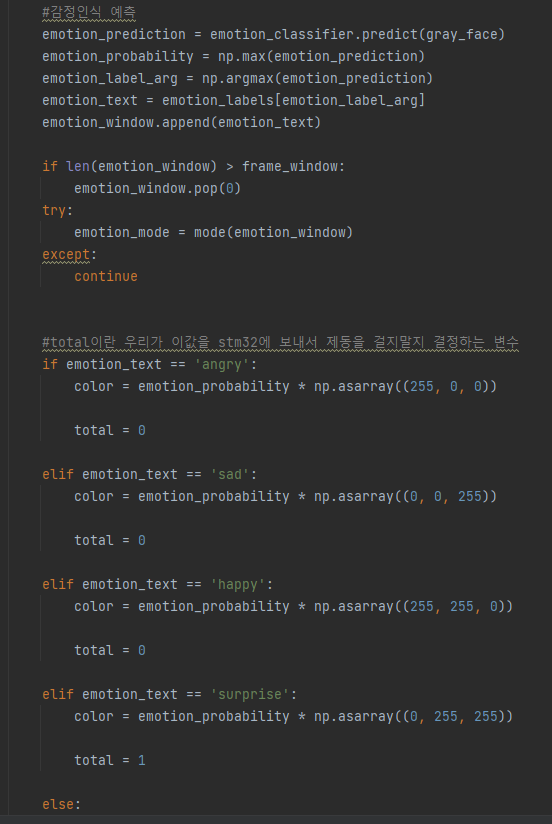 #감정인식 예측
emotion_prediction = emotion_classifier.predict(gray_face)
emotion_probability = np.max(emotion_prediction)
emotion_label_arg = np.argmax(emotion_prediction)
emotion_text = emotion_labels[emotion_label_arg]
emotion_window.append(emotion_text)
if len(emotion_window) > frame_window:
emotion_window.pop(0)
try:
emotion_mode = mode(emotion_window)
except:
continue
#total이란 우리가 이값을 stm32에 보내서 제동을 걸지말지 결정하는 변수
if emotion_text == 'angry':
color = emotion_probability * np.asarray((255, 0, 0))
total = 0
elif emotion_text == 'sad':
color = emotion_probability * np.asarray((0, 0, 255))
total = 0
elif emotion_text == 'happy':
color = emotion_probability * np.asarray((255, 255, 0))
total = 0
elif emotion_text == 'surprise':
color = emotion_probability * np.asarray((0, 255, 255))
total = 1
else: